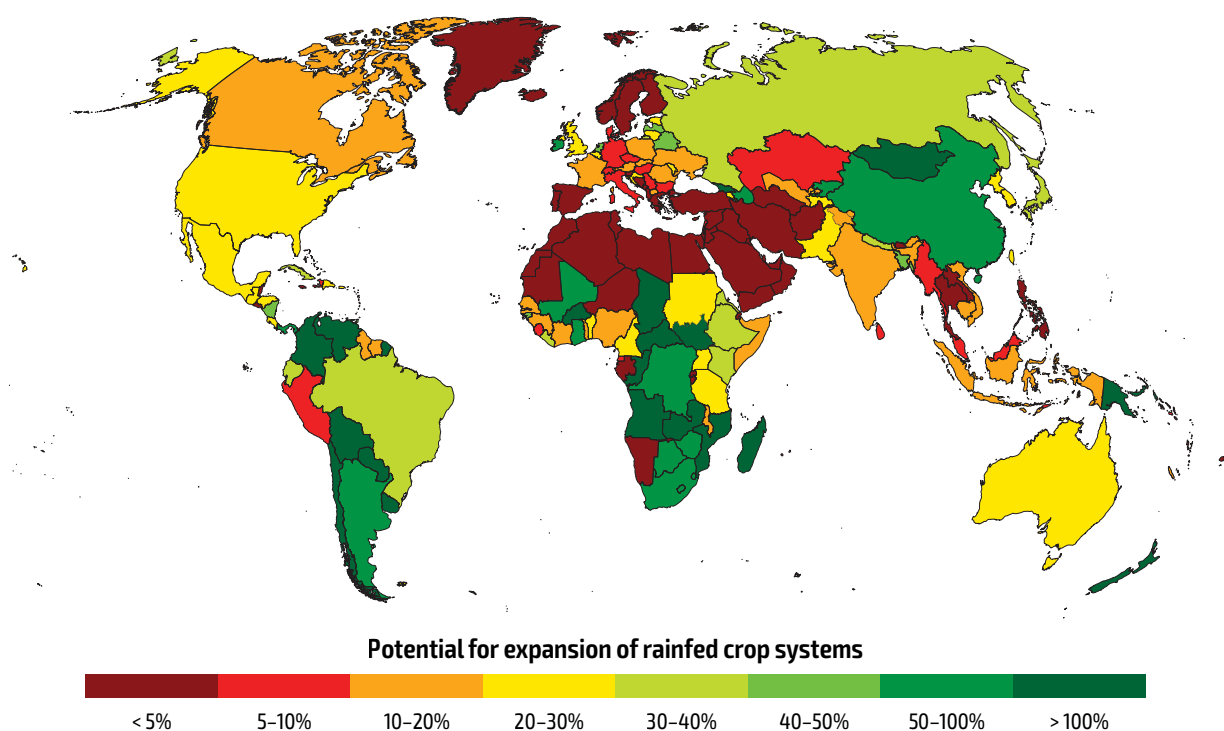 Potential for expansion of rainfed crop systems
< 5% 5–10% 10–20% 20–30% 30–40% 40–50% 50–100% > 100%